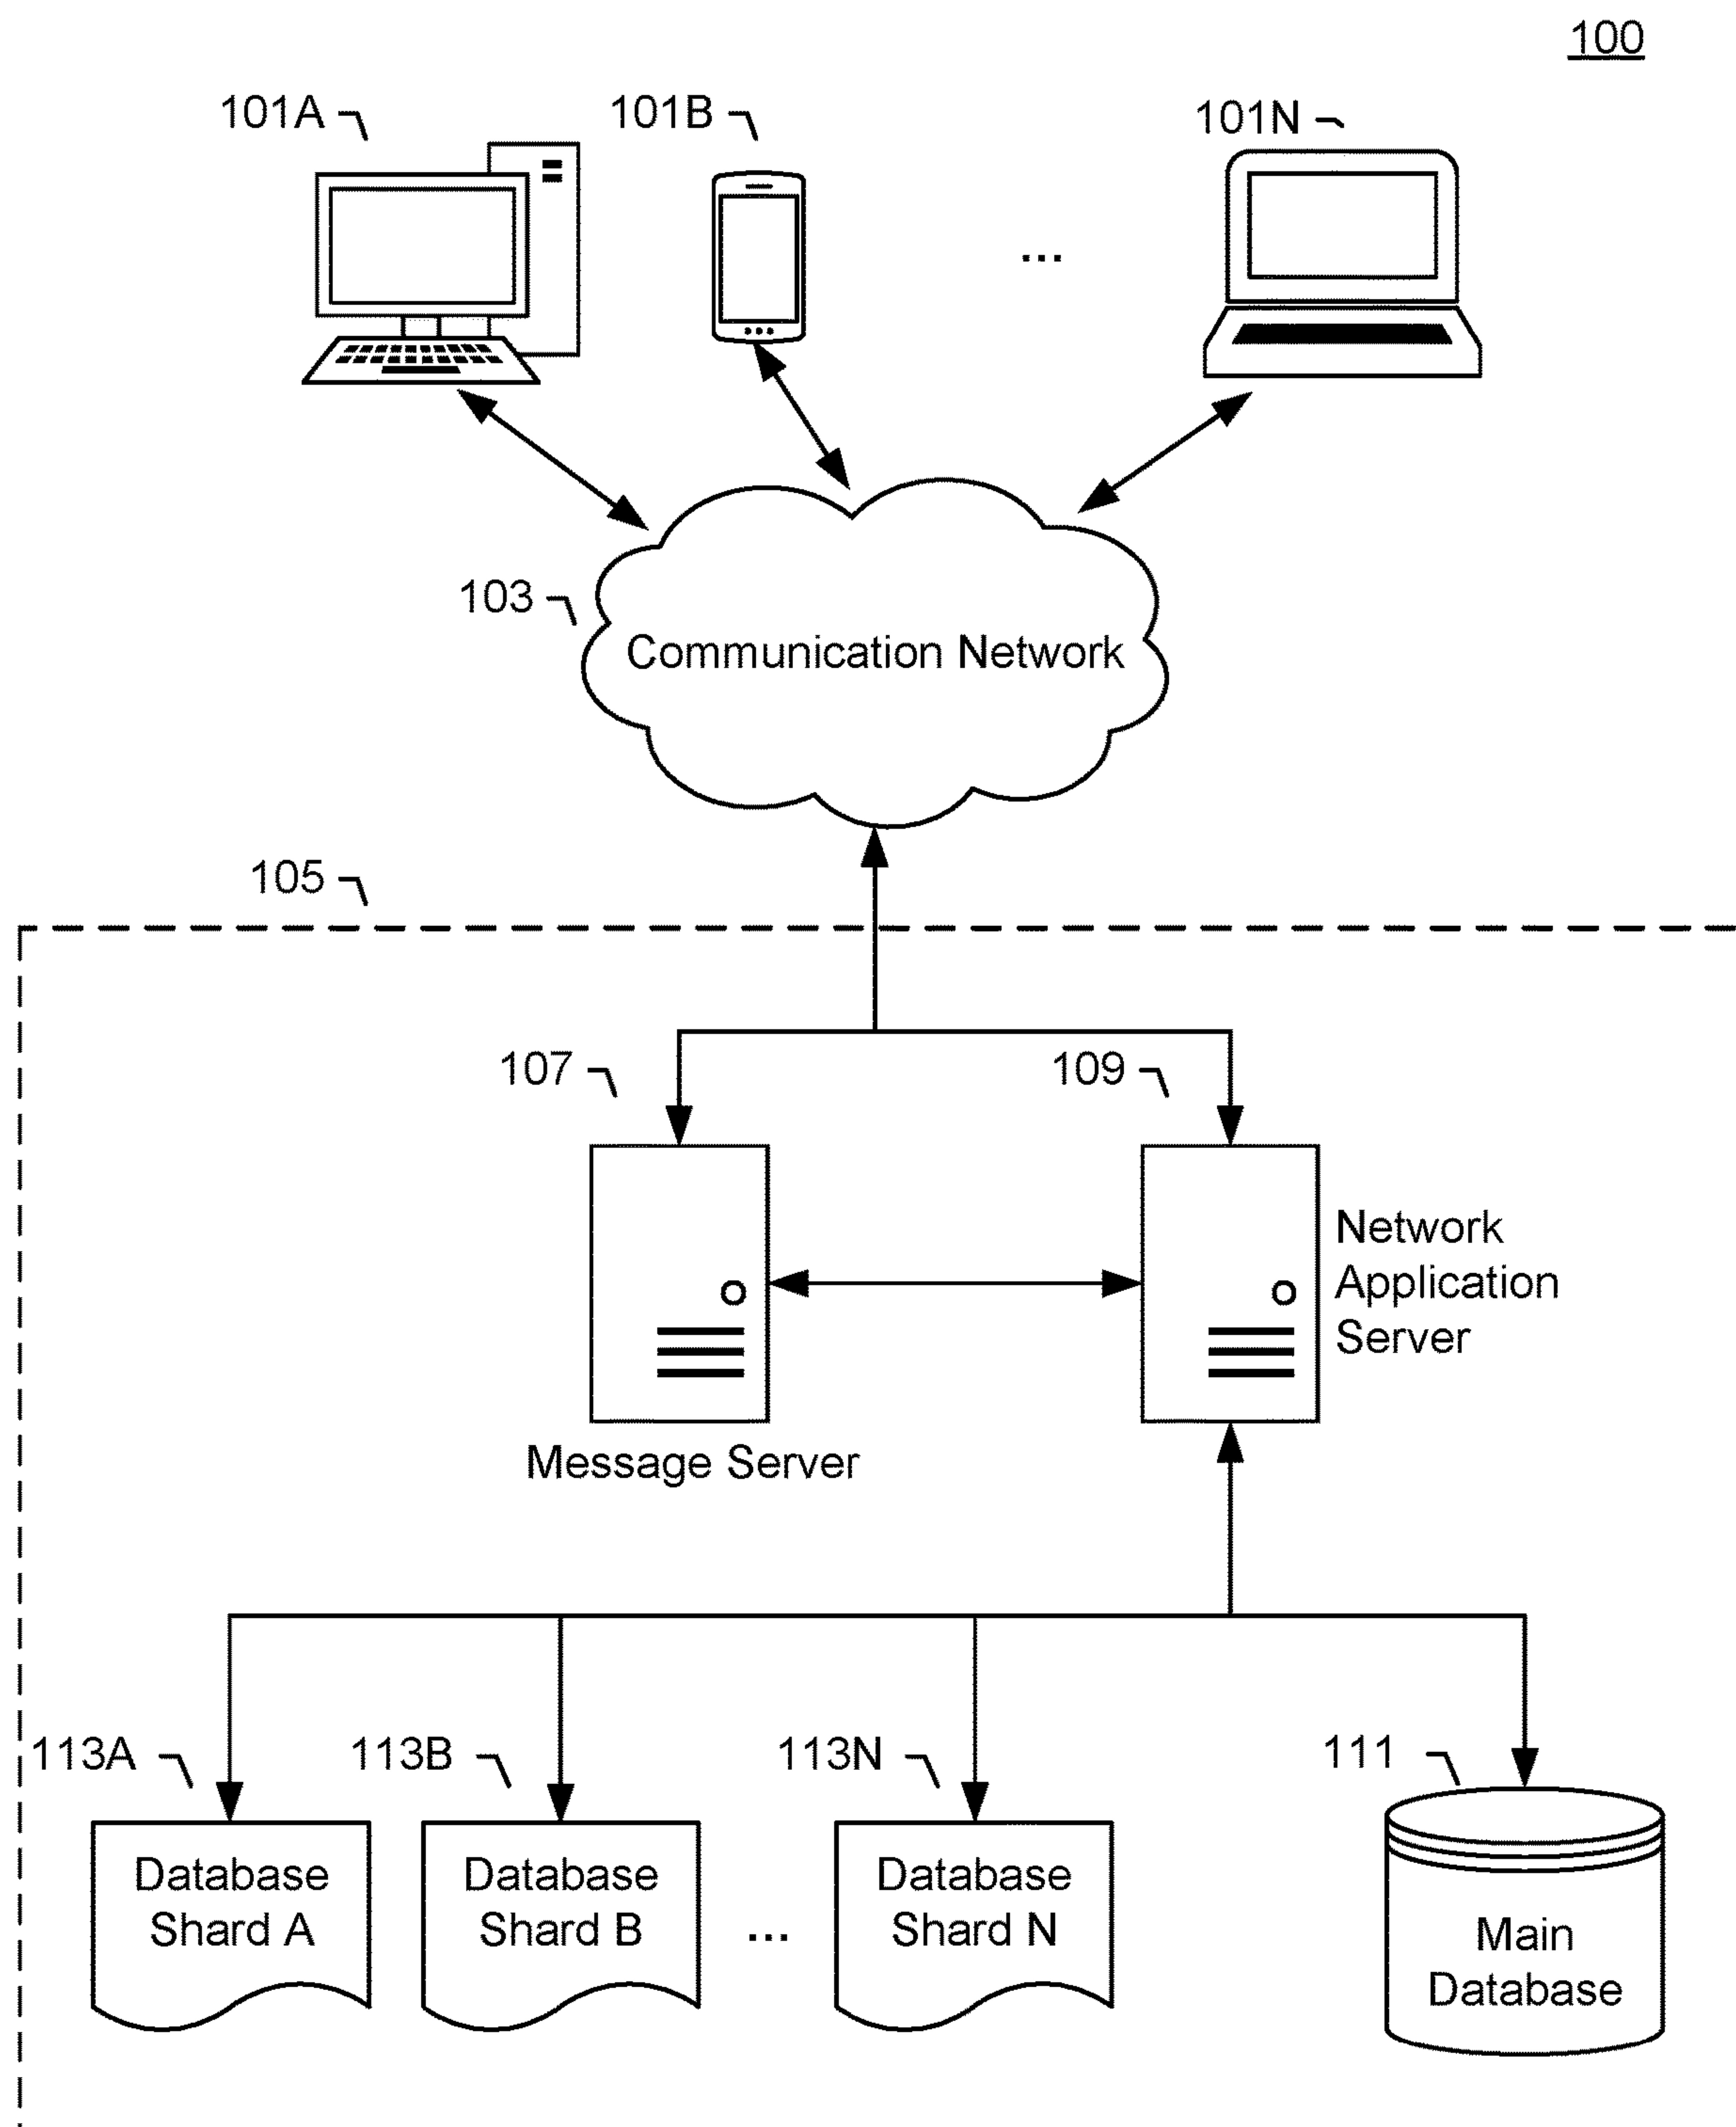 100
101A
101B
101N
...
103
Communication Network
105
107
109
Network
Application
Server
Message Server
113A
113B
113N
111
Database
Shard A
Database
Shard B
...
Database
Shard N
Main
Database